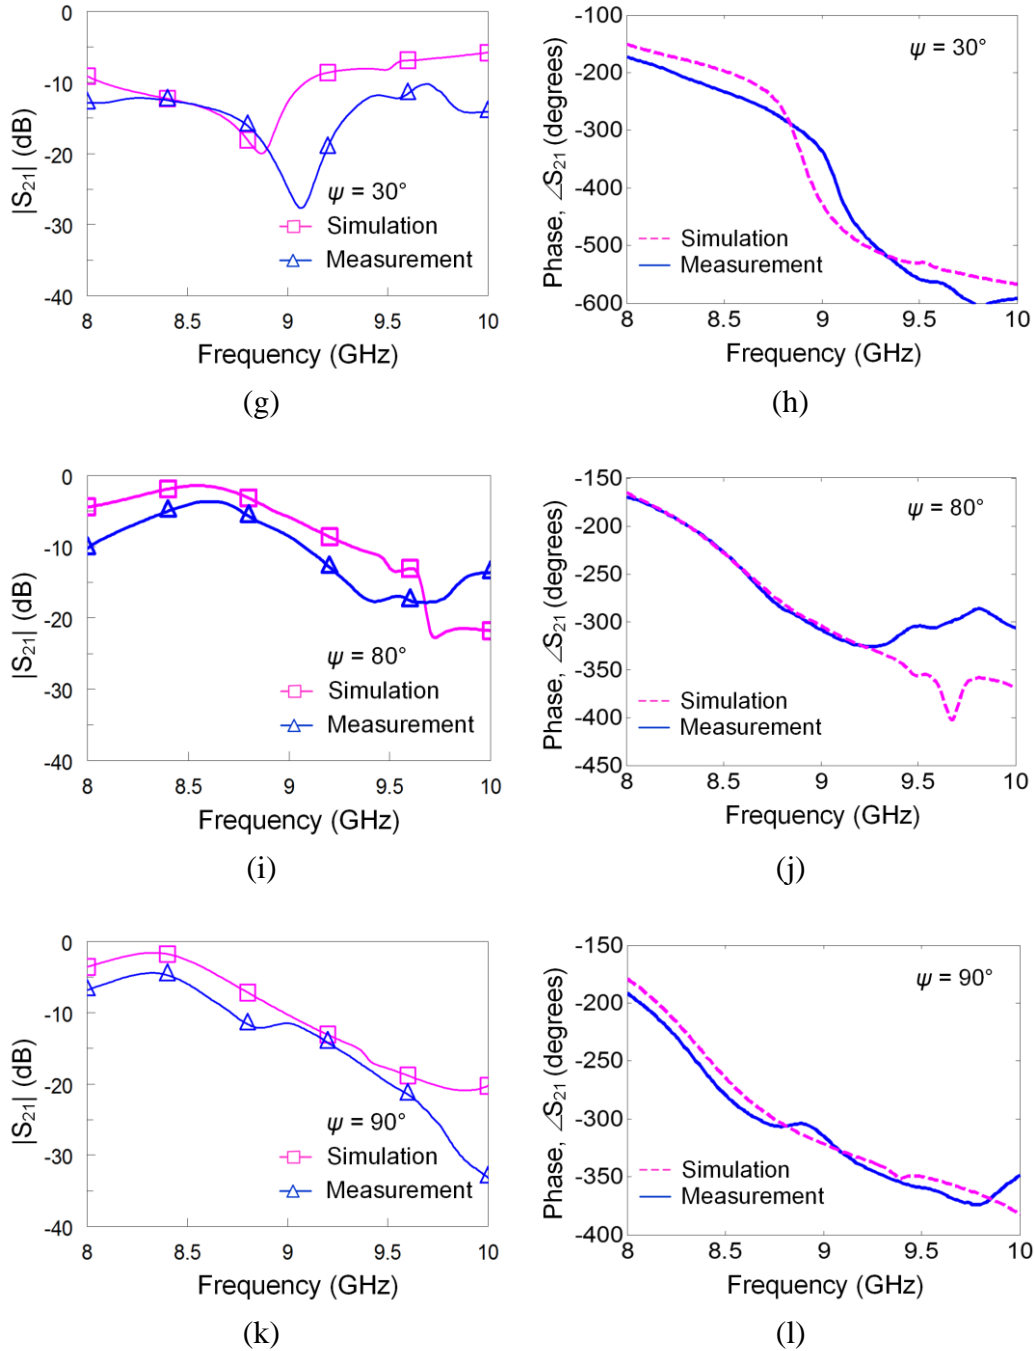 0
-10
-20
-30
-40
|S21| (dB)
ψ = 30°
Simulation
Measurement
8 8.5 9 9.5 10
Frequency (GHz)
(g)
-100
-200
-300
-400
-500
-600
Phase, ∠S21 (degrees)
ψ = 30°
Simulation
Measurement
8 8.5 9 9.5 10
Frequency (GHz)
(h)
0
-10
-20
-30
-40
|S21| (dB)
ψ = 80°
Simulation
Measurement
8 8.5 9 9.5 10
Frequency (GHz)
(i)
-150
-200
-250
-300
-350
-400
-450
Phase, ∠S21 (degrees)
ψ = 80°
Simulation
Measurement
8 8.5 9 9.5 10
Frequency (GHz)
(j)
0
-10
-20
-30
-40
|S21| (dB)
ψ = 90°
Simulation
Measurement
8 8.5 9 9.5 10
Frequency (GHz)
(k)
-150
-200
-250
-300
-350
-400
Phase, ∠S21 (degrees)
ψ = 90°
Simulation
Measurement
8 8.5 9 9.5 10
Frequency (GHz)
(l)